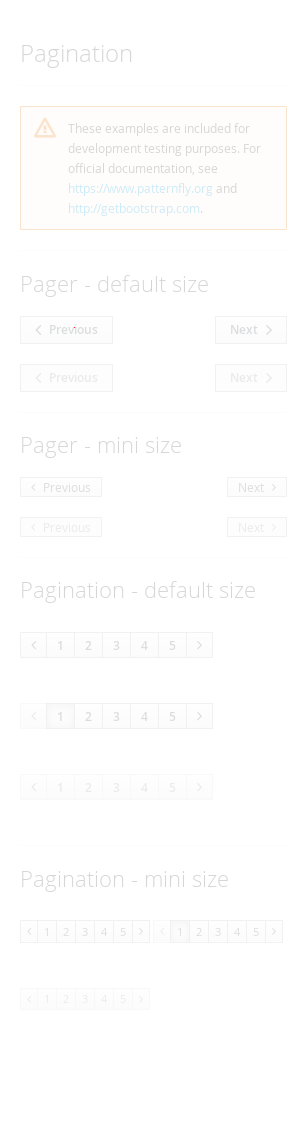 Pagination
These examples are included for
development testing purposes. For
official documentation, see
https://www.patternfly.org and
http://getbootstrap.com.
Pager - default size
Previous Next
Previous Next
Pager - mini size
Previous Next
Previous Next
Pagination - default size
1 2 3 4 5
1 2 3 4 5
1 2 3 4 5
Pagination - mini size
1 2 3 4 5 1 2 3 4 5
1 2 3 4 5